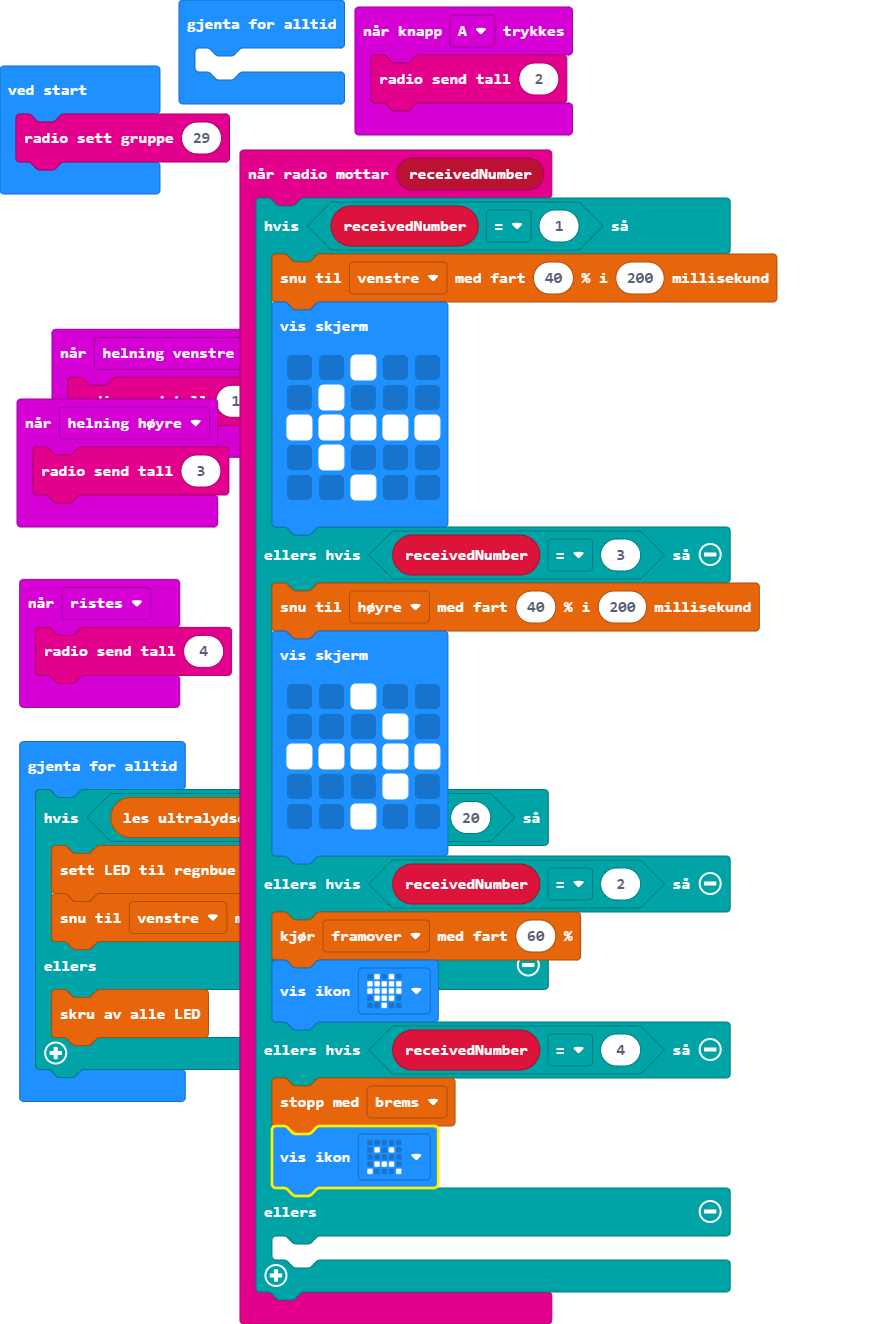 gjenta for alltid
når knapp A trykkes
radio send tall 2
ved start
radio sett gruppe 29
når radio mottar receivedNumber
hvis receivedNumber = 1 så
snu til venstre med fart 40 % i 200 millisekund
vis skjerm
når helning venstre
1
når helning høyre
radio send tall 3
ellers hvis receivedNumber = 3 så
snu til høyre med fart 40 % i 200 millisekund
når ristes
radio send tall 4
vis skjerm
gjenta for alltid
hvis les ultralyds 20 så
sett LED til regnbue
snu til venstre
ellers
skru av alle LED
ellers hvis receivedNumber = 2 så
kjør framover med fart 60 %
vis ikon
ellers hvis receivedNumber = 4 så
stopp med brems
vis ikon
ellers